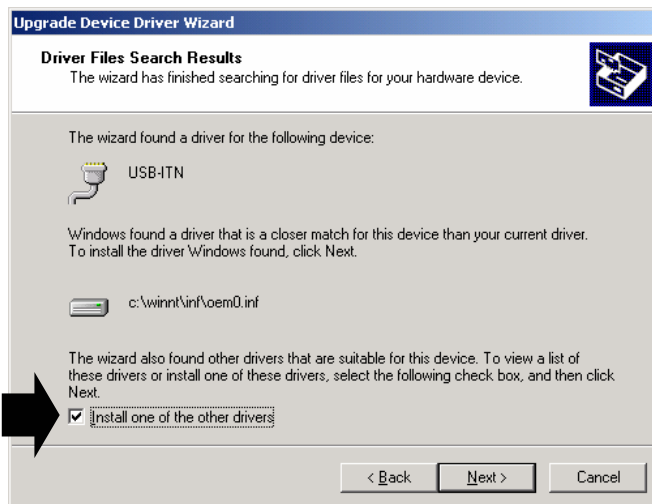 Upgrade Device Driver Wizard
Driver Files Search Results
The wizard has finished searching for driver files for your hardware device.
The wizard found a driver for the following device:
USB-ITN
Windows found a driver that is a closer match for this device than your current driver.
To install the driver Windows found, click Next.
c:\winnt\inf\oem0.inf
The wizard also found other drivers that are suitable for this device. To view a list of
these drivers or install one of these drivers, select the following check box, and then click
Next.
Install one of the other drivers
< Back Next > Cancel